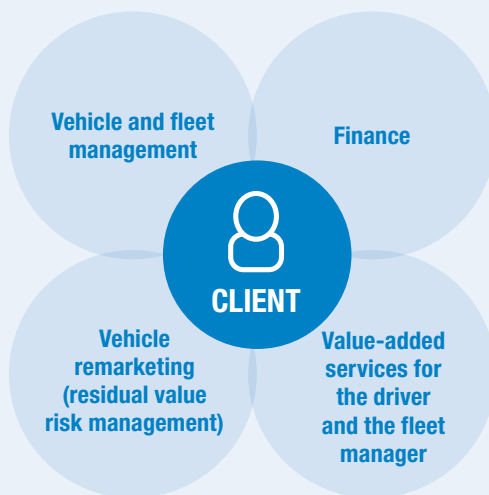 Vehicle and fleet
management
Finance
CLIENT
Vehicle
remarketing
(residual value
risk management)
Value-added
services for
the driver
and the fleet
manager